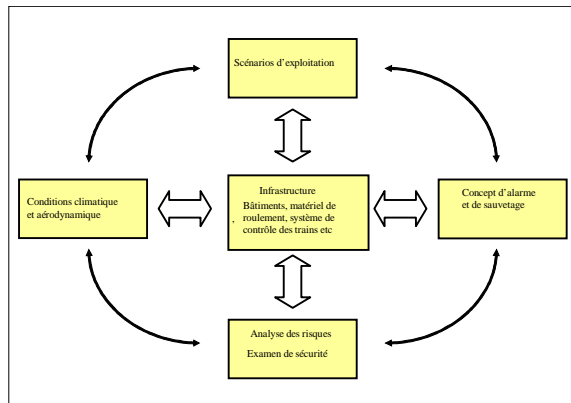 Scénarios d'exploitation
Conditions climatique
et aérodynamique
Infrastructure
Bâtiments, matériel de
, roulement, système de
contrôle des trains etc
Concept d'alarme
et de sauvetage
Analyse des risques
Examen de sécurité